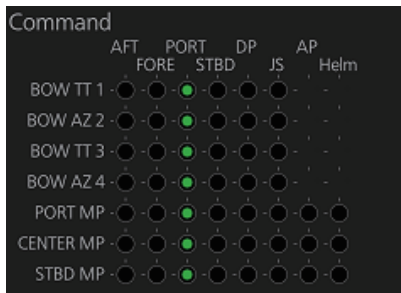 Command
AFT PORT DP AP
FORE STBD JS Helm
BOW TT 1
BOW AZ 2
BOW TT 3
BOW AZ 4
PORT MP
CENTER MP
STBD MP